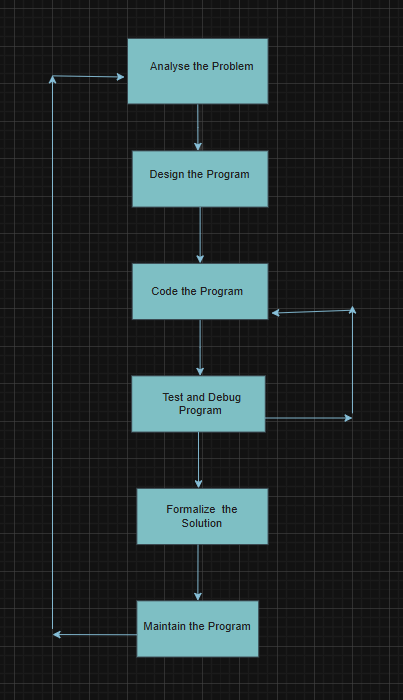 Analyse the Problem
Design the Program
Code the Program
Test and Debug
Program
Formalize the
Solution
Maintain the Program